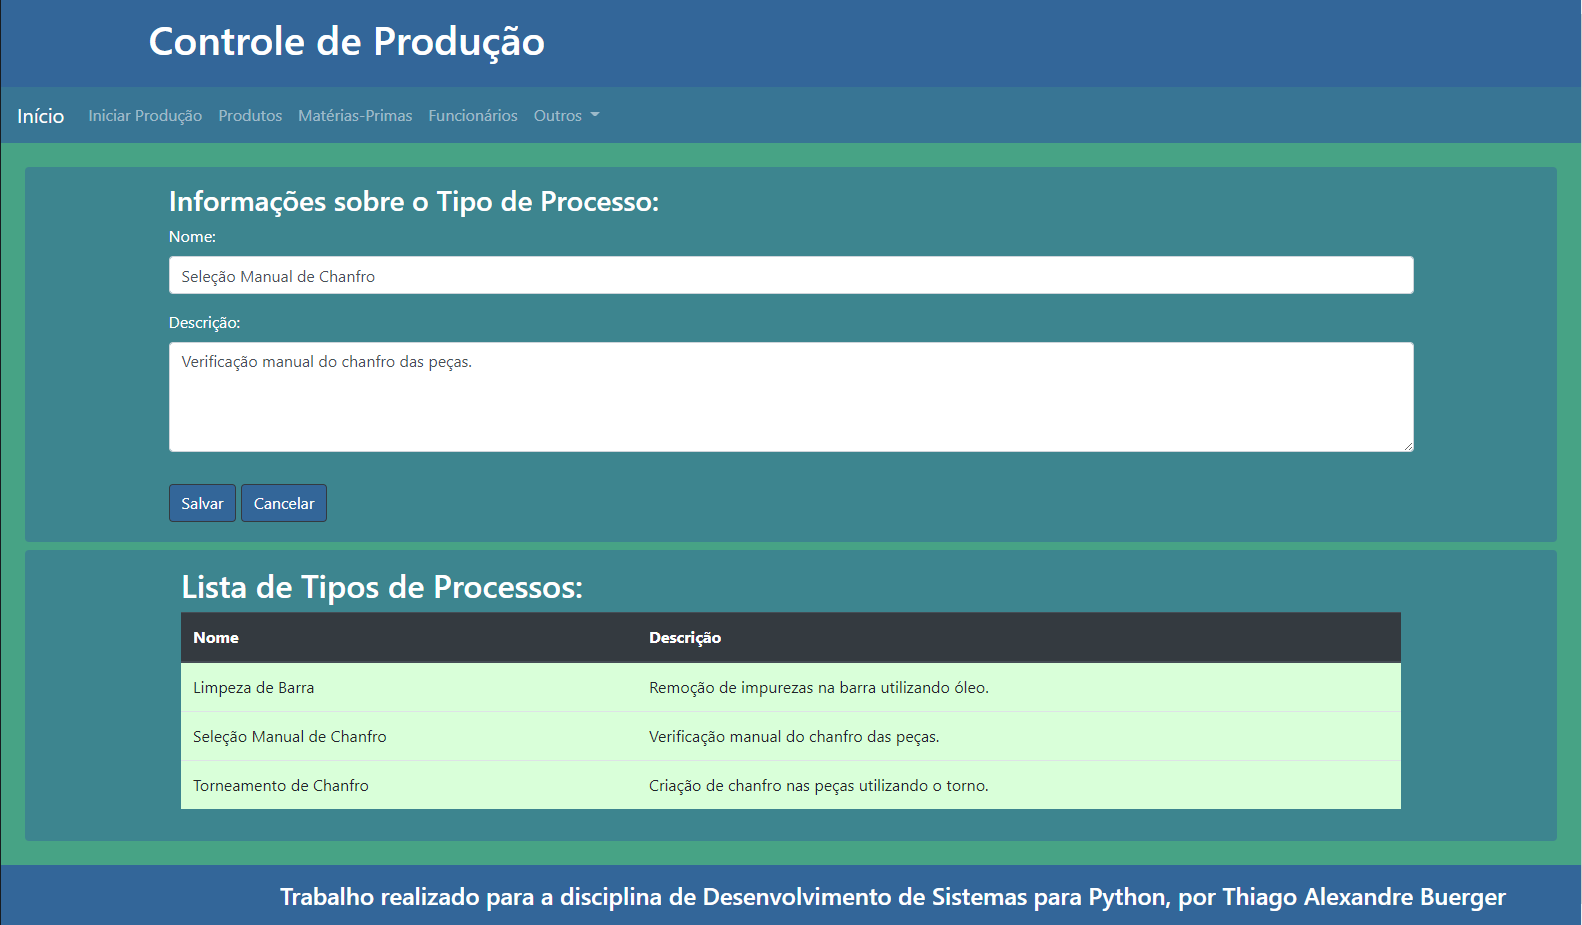 Controle de Produção
Início Iniciar Produção Produtos Matérias-Primas Funcionários Outros
Informações sobre o Tipo de Processo:
Nome:
Seleção Manual de Chanfro
Descrição:
Verificação manual do chanfro das peças.
Salvar Cancelar
Lista de Tipos de Processos:
Nome Descrição
Limpeza de Barra Remoção de impurezas na barra utilizando óleo.
Seleção Manual de Chanfro Verificação manual do chanfro das peças.
Torneamento de Chanfro Criação de chanfro nas peças utilizando o torno.
Trabalho realizado para a disciplina de Desenvolvimento de Sistemas para Python, por Thiago Alexandre Buerger